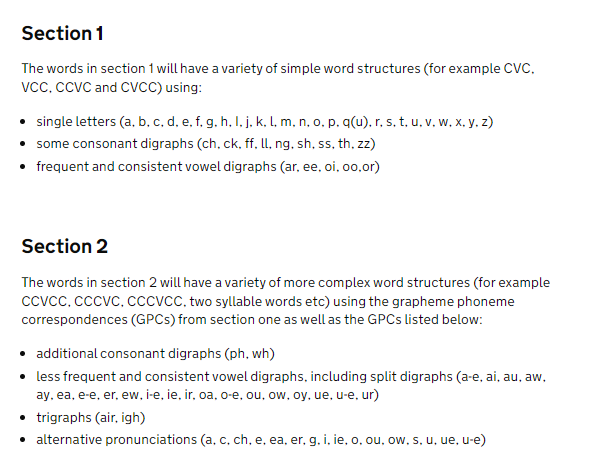 Section 1
The words in section 1 will have a variety of simple word structures (for example CVC,
VCC, CCVC and CVCC) using:
• single letters (a, b, c, d, e, f, g, h, I, j, k, l, m, n, o, p, q(u), r, s, t, u, v, w, x, y, z)
• some consonant digraphs (ch, ck, ff, ll, ng, sh, ss, th, zz)
• frequent and consistent vowel digraphs (ar, ee, oi, oo,or)
Section 2
The words in section 2 will have a variety of more complex word structures (for example
CCVCC, CCCVC, CCCVCC, two syllable words etc) using the grapheme phoneme
correspondences (GPCs) from section one as well as the GPCs listed below:
• additional consonant digraphs (ph, wh)
• less frequent and consistent vowel digraphs, including split digraphs (a-e, ai, au, aw,
ay, ea, e-e, er, ew, i-e, ie, ir, oa, o-e, ou, ow, oy, ue, u-e, ur)
• trigraphs (air, igh)
• alternative pronunciations (a, c, ch, e, ea, er, g, i, ie, o, ou, ow, s, u, ue, u-e)